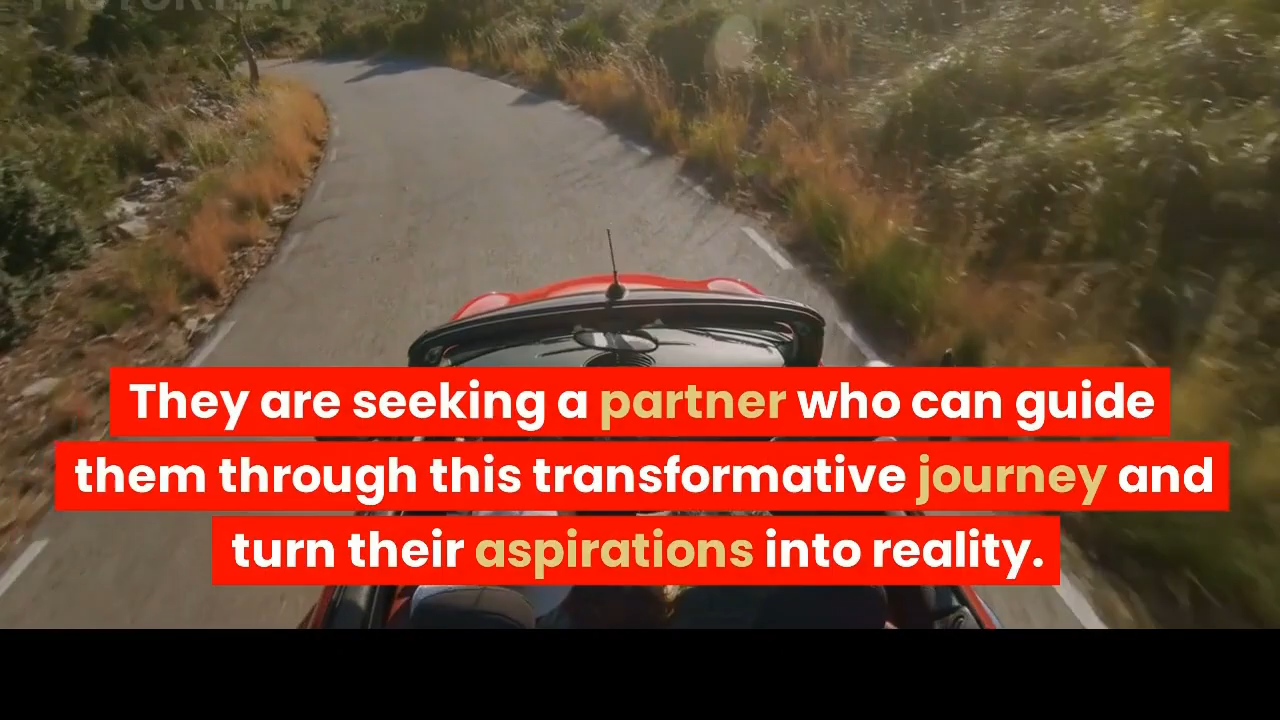 They are seeking a partner who can guide
them through this transformative journey and
turn their aspirations into reality.